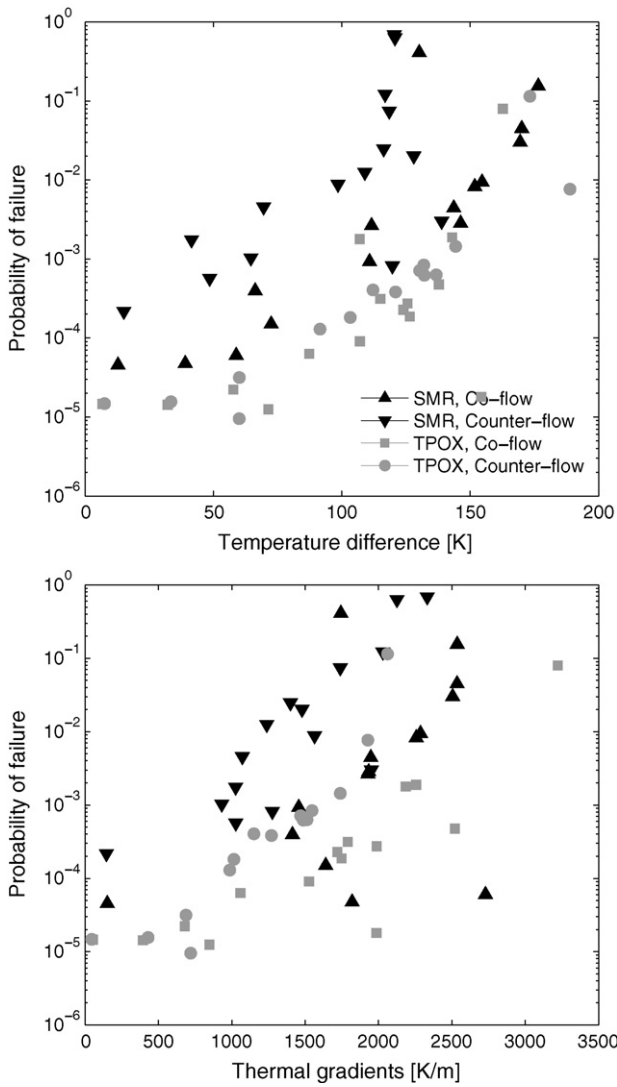 10^0
10^-1
10^-2
10^-3
10^-4
10^-5
10^-6
Probability of failure
SMR, Co-flow
SMR, Counter-flow
TPOX, Co-flow
TPOX, Counter-flow
0 50 100 150 200
Temperature difference [K]
10^0
10^-1
10^-2
10^-3
10^-4
10^-5
10^-6
Probability of failure
0 500 1000 1500 2000 2500 3000 3500
Thermal gradients [K/m]